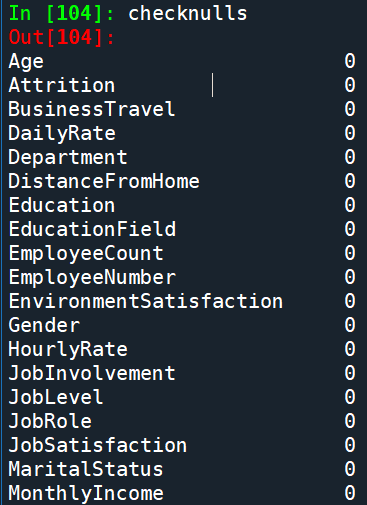 In [104]: checknulls
Out[104]:
Age 0
Attrition 0
BusinessTravel 0
DailyRate 0
Department 0
DistanceFromHome 0
Education 0
EducationField 0
EmployeeCount 0
EmployeeNumber 0
EnvironmentSatisfaction 0
Gender 0
HourlyRate 0
JobInvolvement 0
JobLevel 0
JobRole 0
JobSatisfaction 0
MaritalStatus 0
MonthlyIncome 0